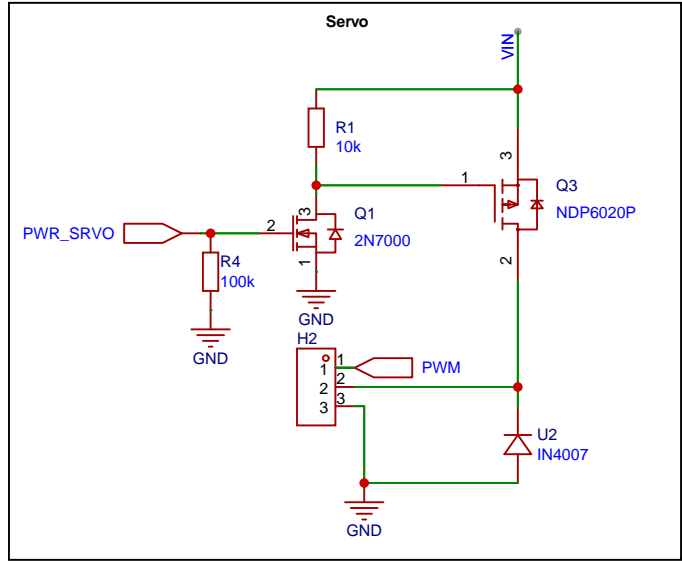 Servo
VIN
R1
10k
3
1
Q3
NDP6020P
2
3
Q1
2N7000
2
1
PWR_SRVO
R4
100k
GND
GND
H2
1
1
PWM
2
2
3
3
U2
IN4007
GND